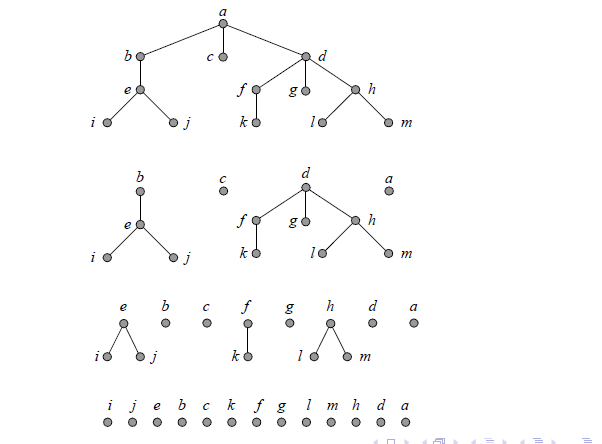 a
b c d
e f g h
i j k l m
b c d a
e f g h
i j k l m
e b c f g h d a
i j k l m
i j e b c k f g l m h d a